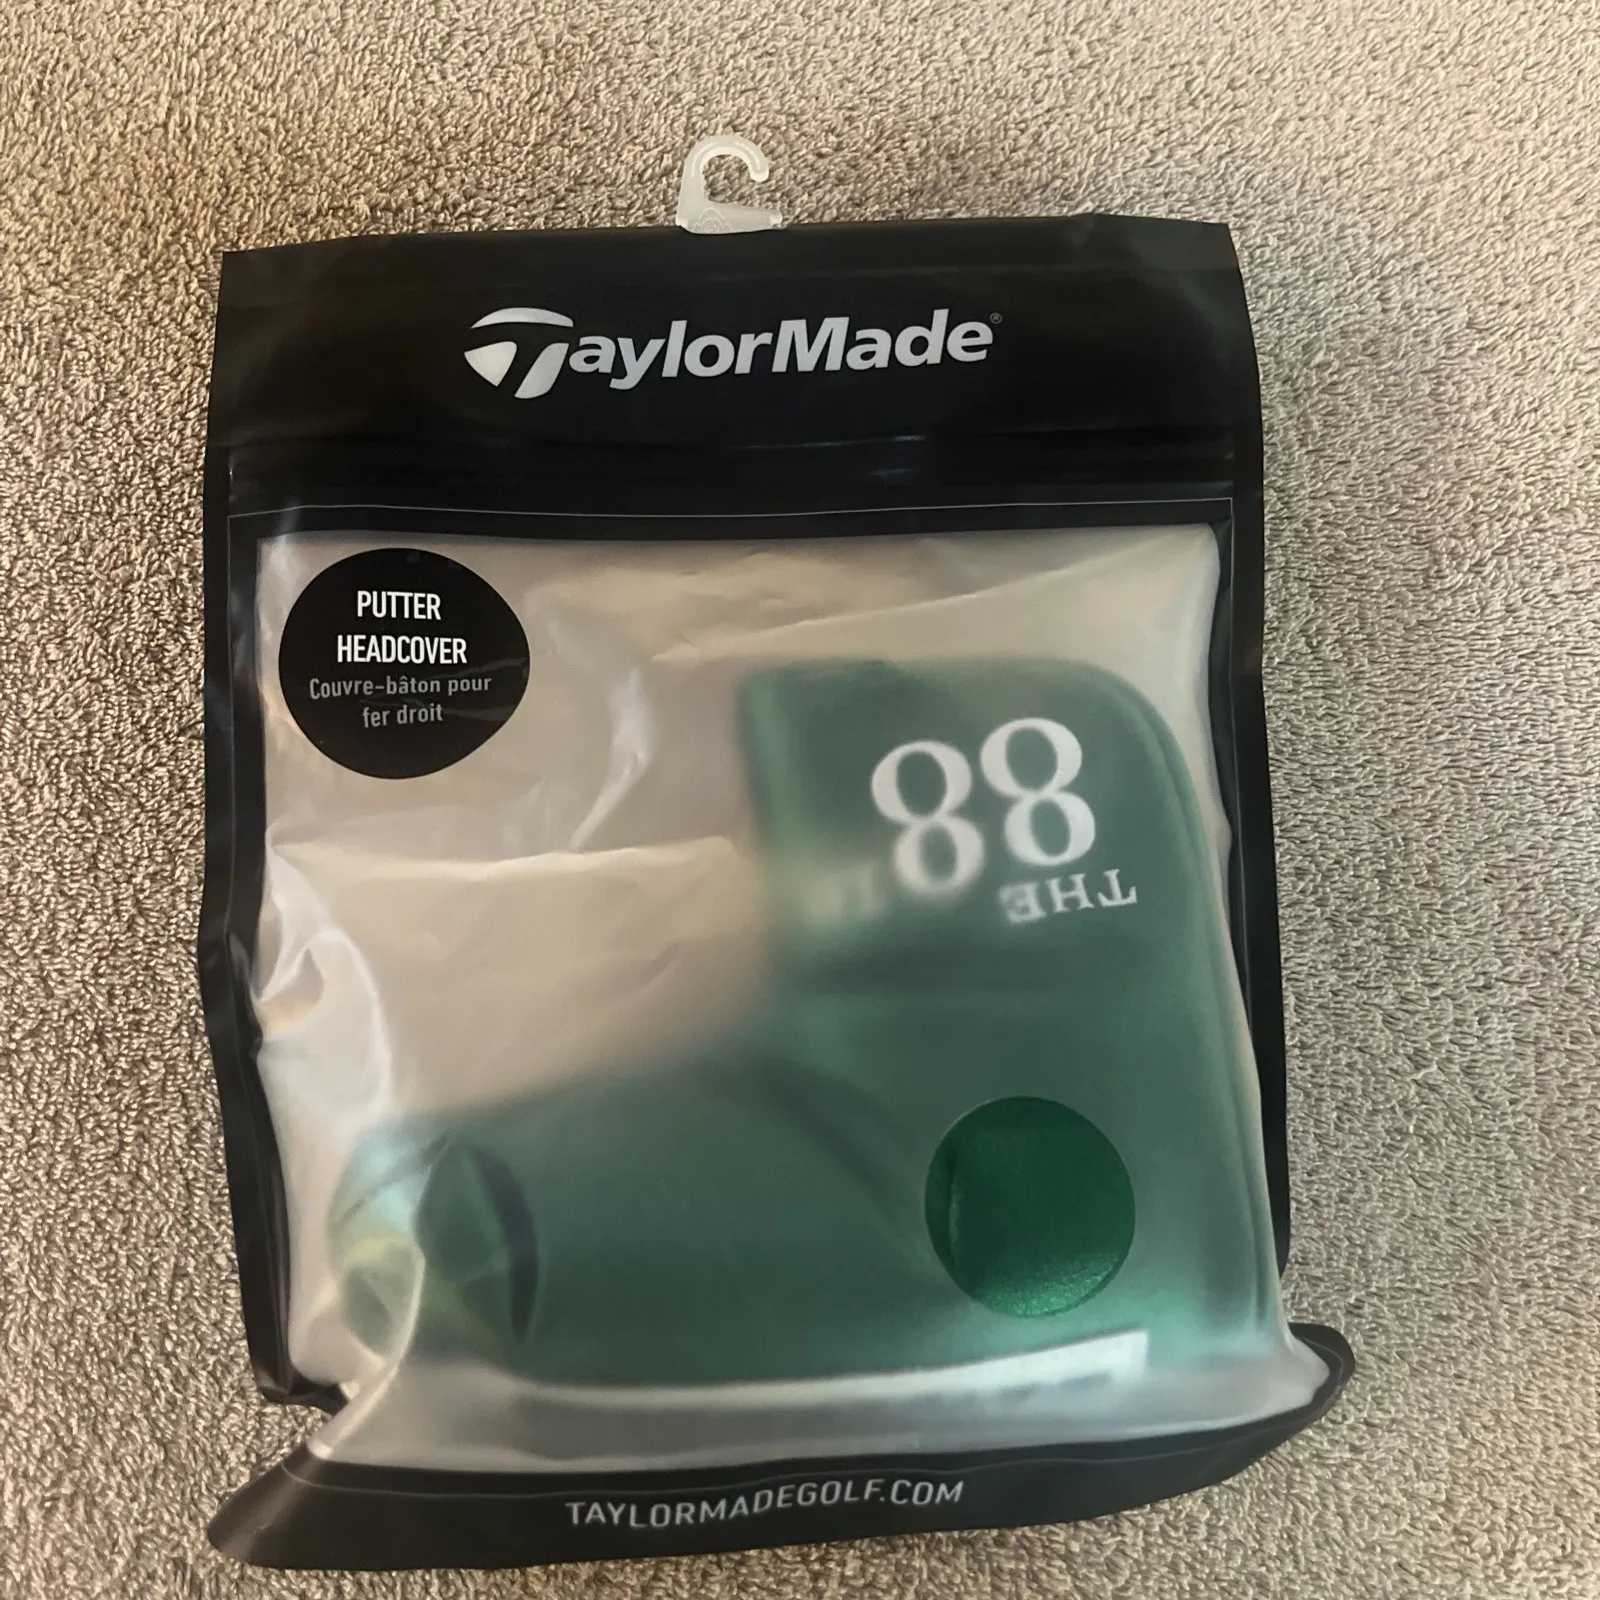 TaylorMade®
PUTTER
HEADCOVER
Couvre-bâton pour
fer droit
88
THE
TAYLORMADEGOLF.COM